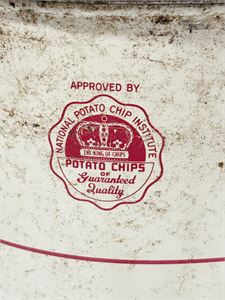 APPROVED BY
NATIONAL POTATO CHIP INSTITUTE
THE KING OF CHIPS
POTATO CHIPS
OF
Guaranteed
Quality